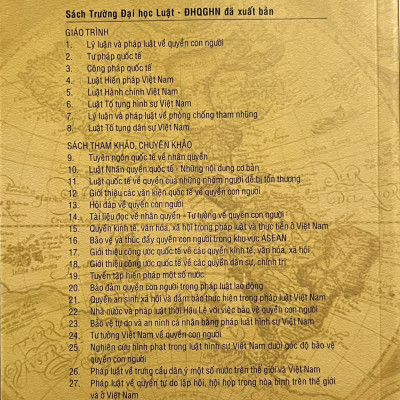 Sách Trường Đại học Luật - ĐHQGHN đã xuất bản
GIÁO TRÌNH
1. Lý luận và pháp luật về quyền con người
2. Tư pháp quốc tế
3. Công pháp quốc tế
4. Luật Hiến pháp Việt Nam
5. Luật Hành chính Việt Nam
6. Luật Tố tụng hình sự Việt Nam
7. Lý luận và pháp luật về phòng chống tham nhũng
8. Luật Tố tụng dân sự Việt Nam
SÁCH THAM KHẢO, CHUYÊN KHẢO
9. Tuyên ngôn quốc tế về nhân quyền
10. Luật Nhân quyền quốc tế - Những nội dung cơ bản
11. Luật quốc tế về quyền của những nhóm người dễ bị tổn thương
12. Giới thiệu các văn kiện quốc tế về quyền con người
13. Hỏi đáp về quyền con người
14. Tài liệu đọc về nhân quyền - Tư tưởng về quyền con người
15. Quyền kinh tế, văn hóa, xã hội trong pháp luật và thực tiễn ở Việt Nam
16. Bảo vệ và thúc đẩy quyền con người trong khu vực ASEAN
17. Giới thiệu công ước quốc tế về các quyền kinh tế, văn hóa, xã hội
18. Giới thiệu công ước quốc tế về các quyền dân sự, chính trị
19. Tuyển tập hiến pháp một số nước
20. Bảo đảm quyền con người trong pháp luật lao động
21. Quyền an sinh xã hội và đảm bảo thực hiện trong pháp luật Việt Nam
22. Nhà nước và pháp luật thời Hậu Lê với việc bảo vệ quyền con người
23. Bảo vệ tự do và an ninh cá nhân bằng pháp luật hình sự Việt Nam
24. Tư tưởng Việt Nam về quyền con người
25. Nghiên cứu hình phạt trong luật hình sự Việt Nam dưới góc độ bảo vệ
quyền con người
26. Pháp luật về trưng cầu dân ý một số nước trên thế giới và Việt Nam
27. Pháp luật về quyền tự do lập hội, hội họp trong hòa bình trên thế giới
và ở Việt Nam